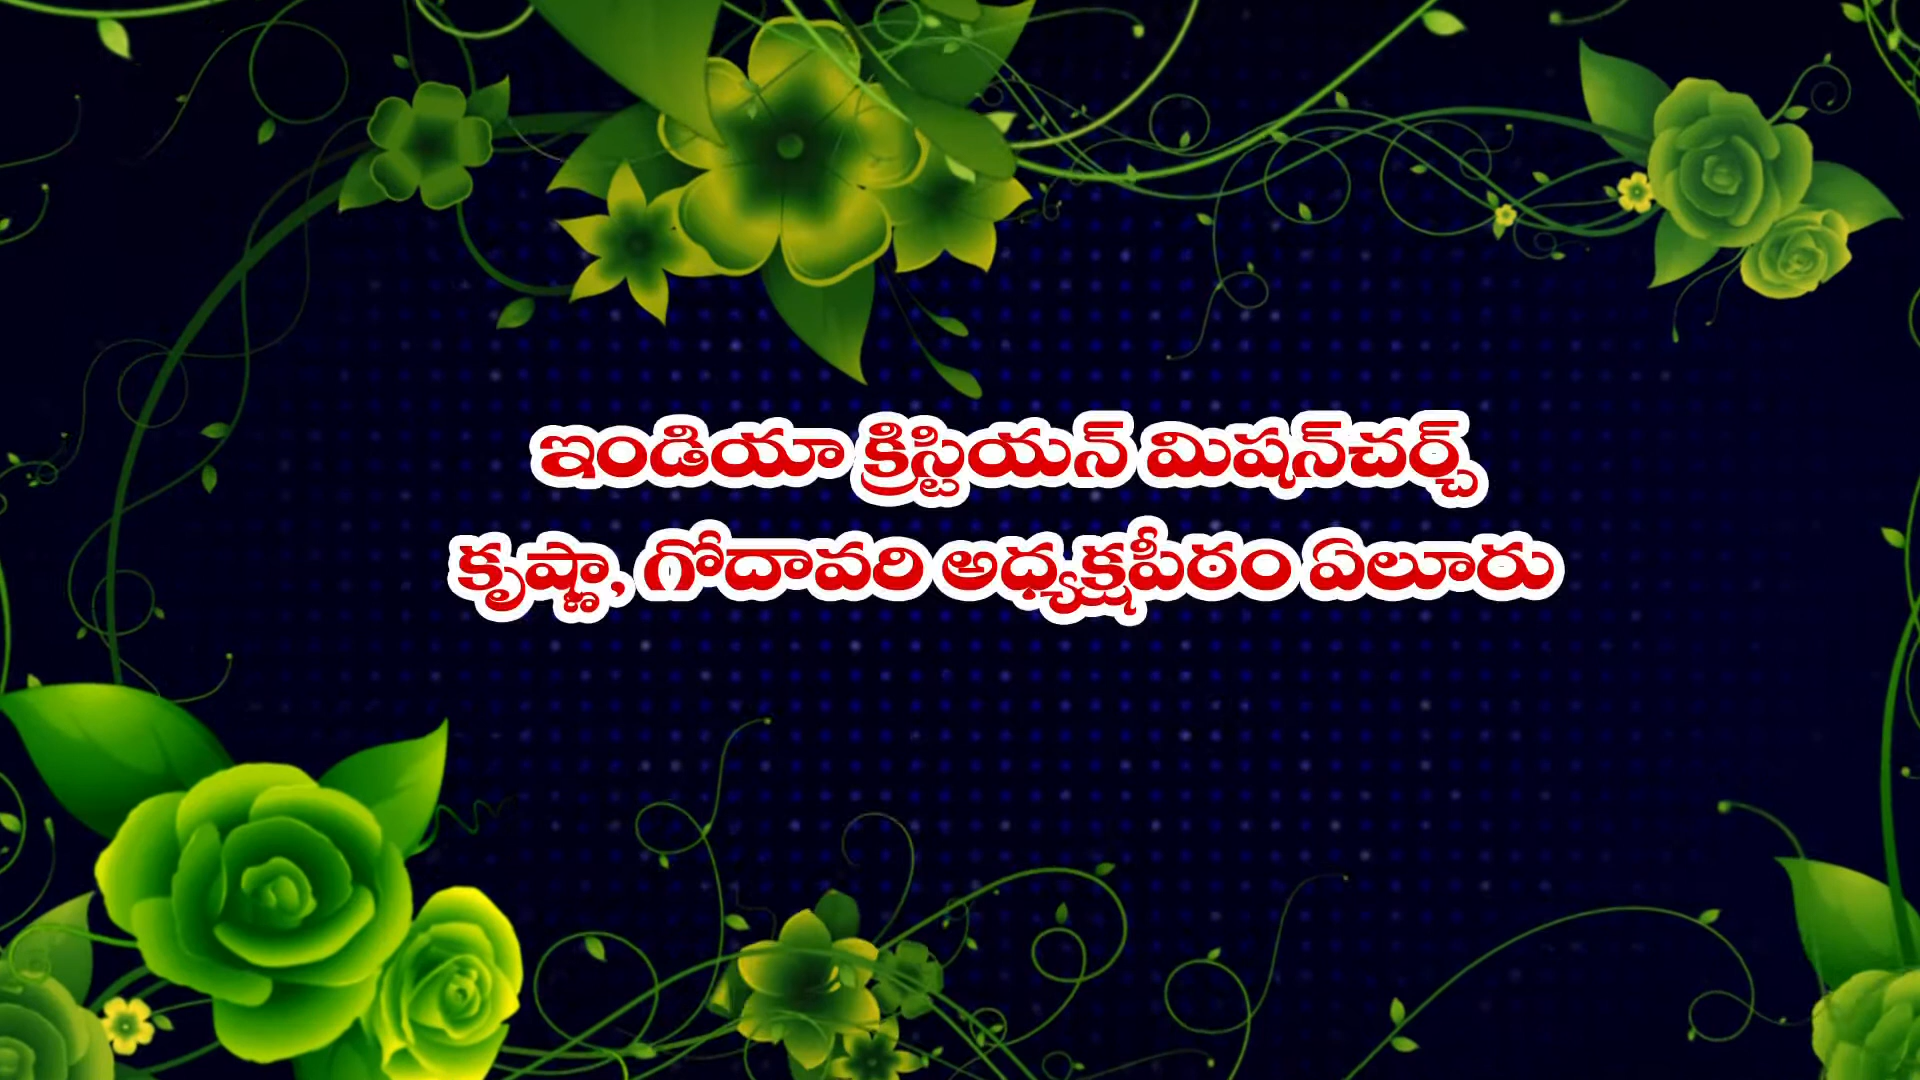 ఇండియా క్రిస్టియన్ మిషన్‌చర్చ్
కృష్ణా, గోదావరి అధ్యక్షపీఠం ఏలూరు